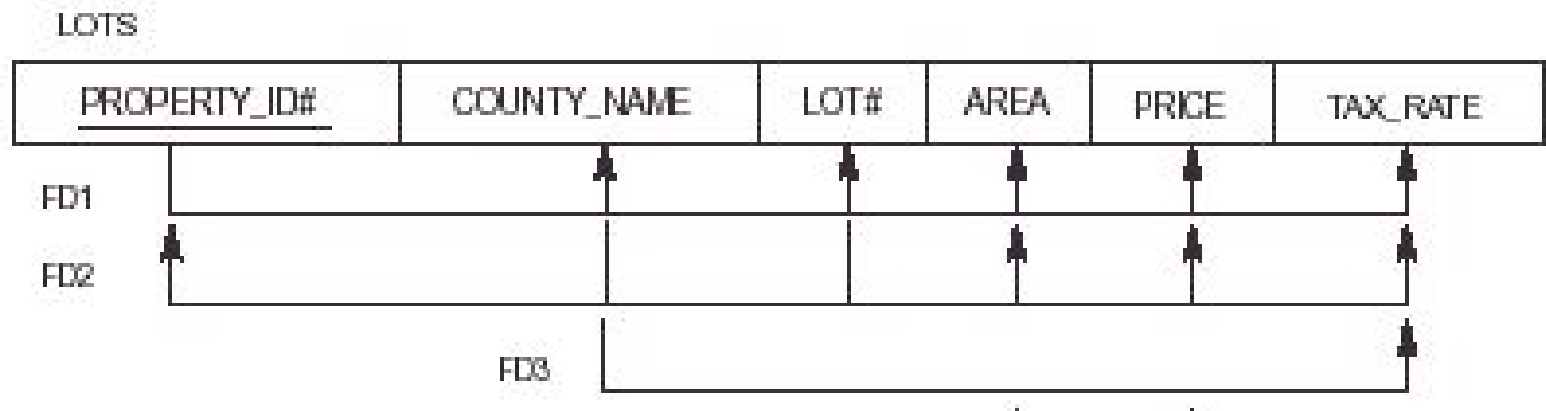 LOTS
PROPERTY_ID# COUNTY_NAME LOT# AREA PRICE TAX_RATE
FD1
FD2
FD3